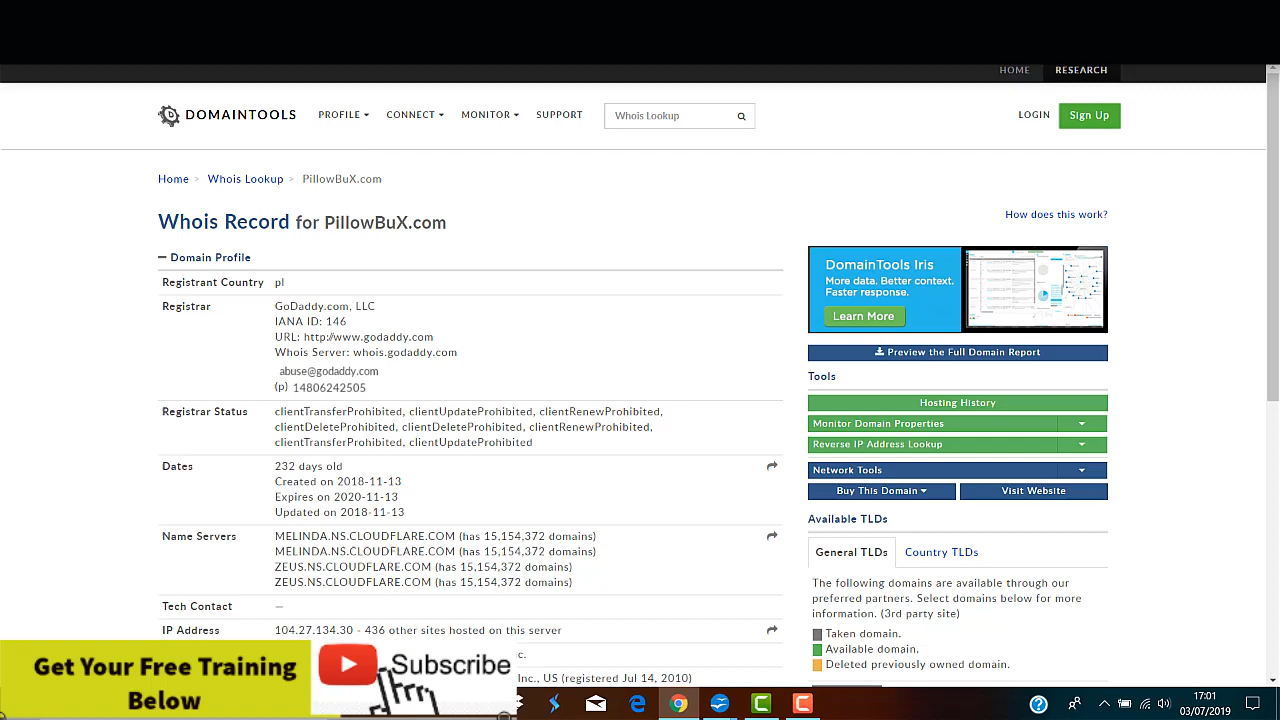 HOME RESEARCH
DOMAINTOOLS PROFILE CONNECT MONITOR SUPPORT Whois Lookup LOGIN Sign Up
Home > Whois Lookup > PillowBuX.com
Whois Record for PillowBuX.com
How does this work?
Domain Profile
Registrant Country pl
Registrar GoDaddy.com, LLC
IANA ID: 146
URL: http://www.godaddy.com
Whois Server: whois.godaddy.com
abuse@godaddy.com
(p) 14806242505
Registrar Status clientTransferProhibited, clientUpdateProhibited, clientRenewProhibited,
clientDeleteProhibited, clientDeleteProhibited, clientRenewProhibited,
clientTransferProhibited, clientUpdateProhibited
Dates 232 days old
Created on 2018-11-13
Expires on 2020-11-13
Updated on 2018-11-13
Name Servers MELINDA.NS.CLOUDFLARE.COM (has 15,154,372 domains)
MELINDA.NS.CLOUDFLARE.COM (has 15,154,372 domains)
ZEUS.NS.CLOUDFLARE.COM (has 15,154,372 domains)
ZEUS.NS.CLOUDFLARE.COM (has 15,154,372 domains)
Tech Contact —
IP Address 104.27.134.30 - 436 other sites hosted on this server
c.
Inc., US (registered Jul 14, 2010)
DomainTools Iris
More data. Better context.
Faster response.
Learn More
Preview the Full Domain Report
Tools
Hosting History
Monitor Domain Properties
Reverse IP Address Lookup
Network Tools
Buy This Domain Visit Website
Available TLDs
General TLDs Country TLDs
The following domains are available through our
preferred partners. Select domains below for more
information. (3rd party site)
Taken domain.
Available domain.
Deleted previously owned domain.
Get Your Free Training
Below
Subscribe
17:01
03/07/2019